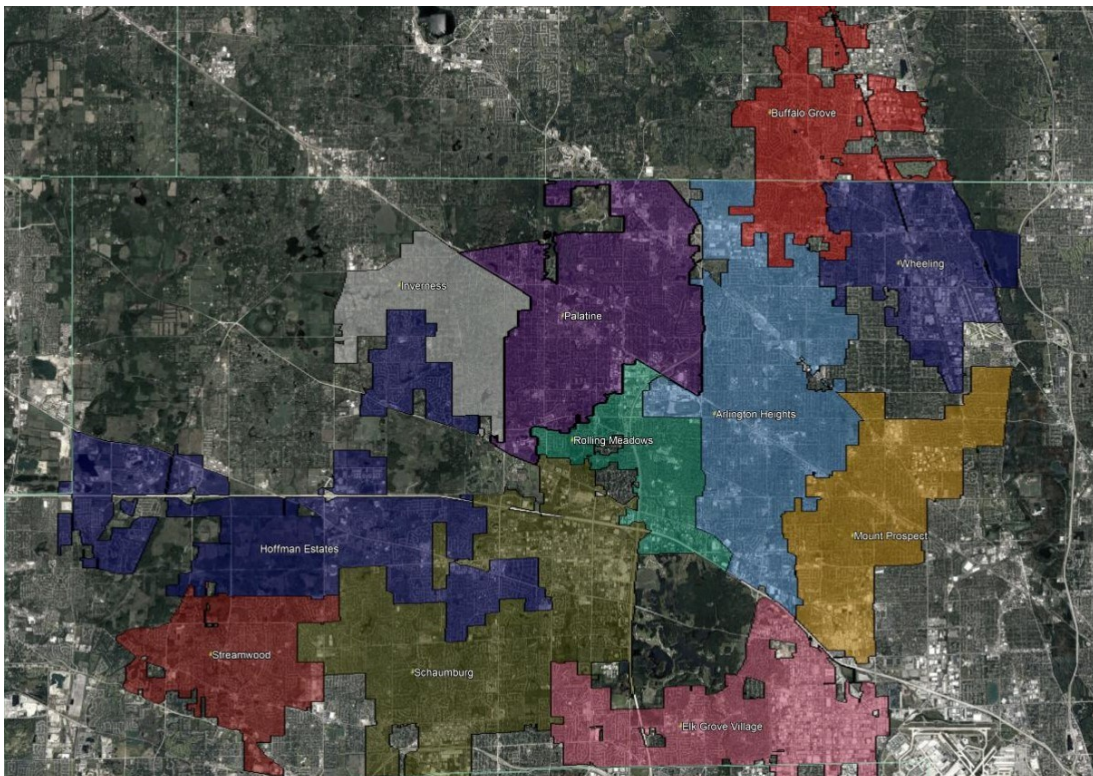 Buffalo Grove
Wheeling
Inverness
Palatine
Arlington Heights
Rolling Meadows
Mount Prospect
Hoffman Estates
Streamwood
Schaumburg
Elk Grove Village